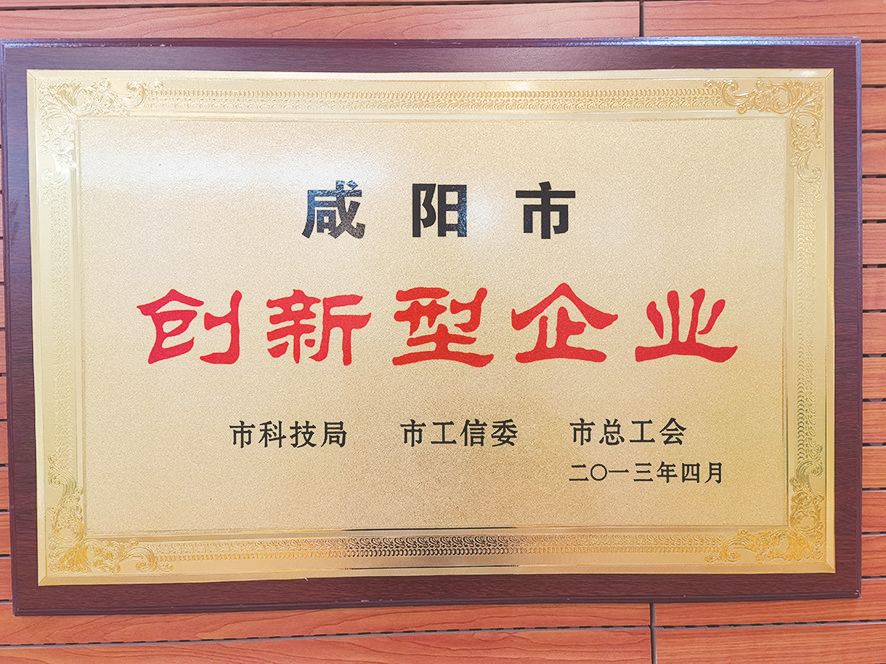 咸阳市
创新型企业
市科技局 市工信委 市总工会
二〇一三年四月